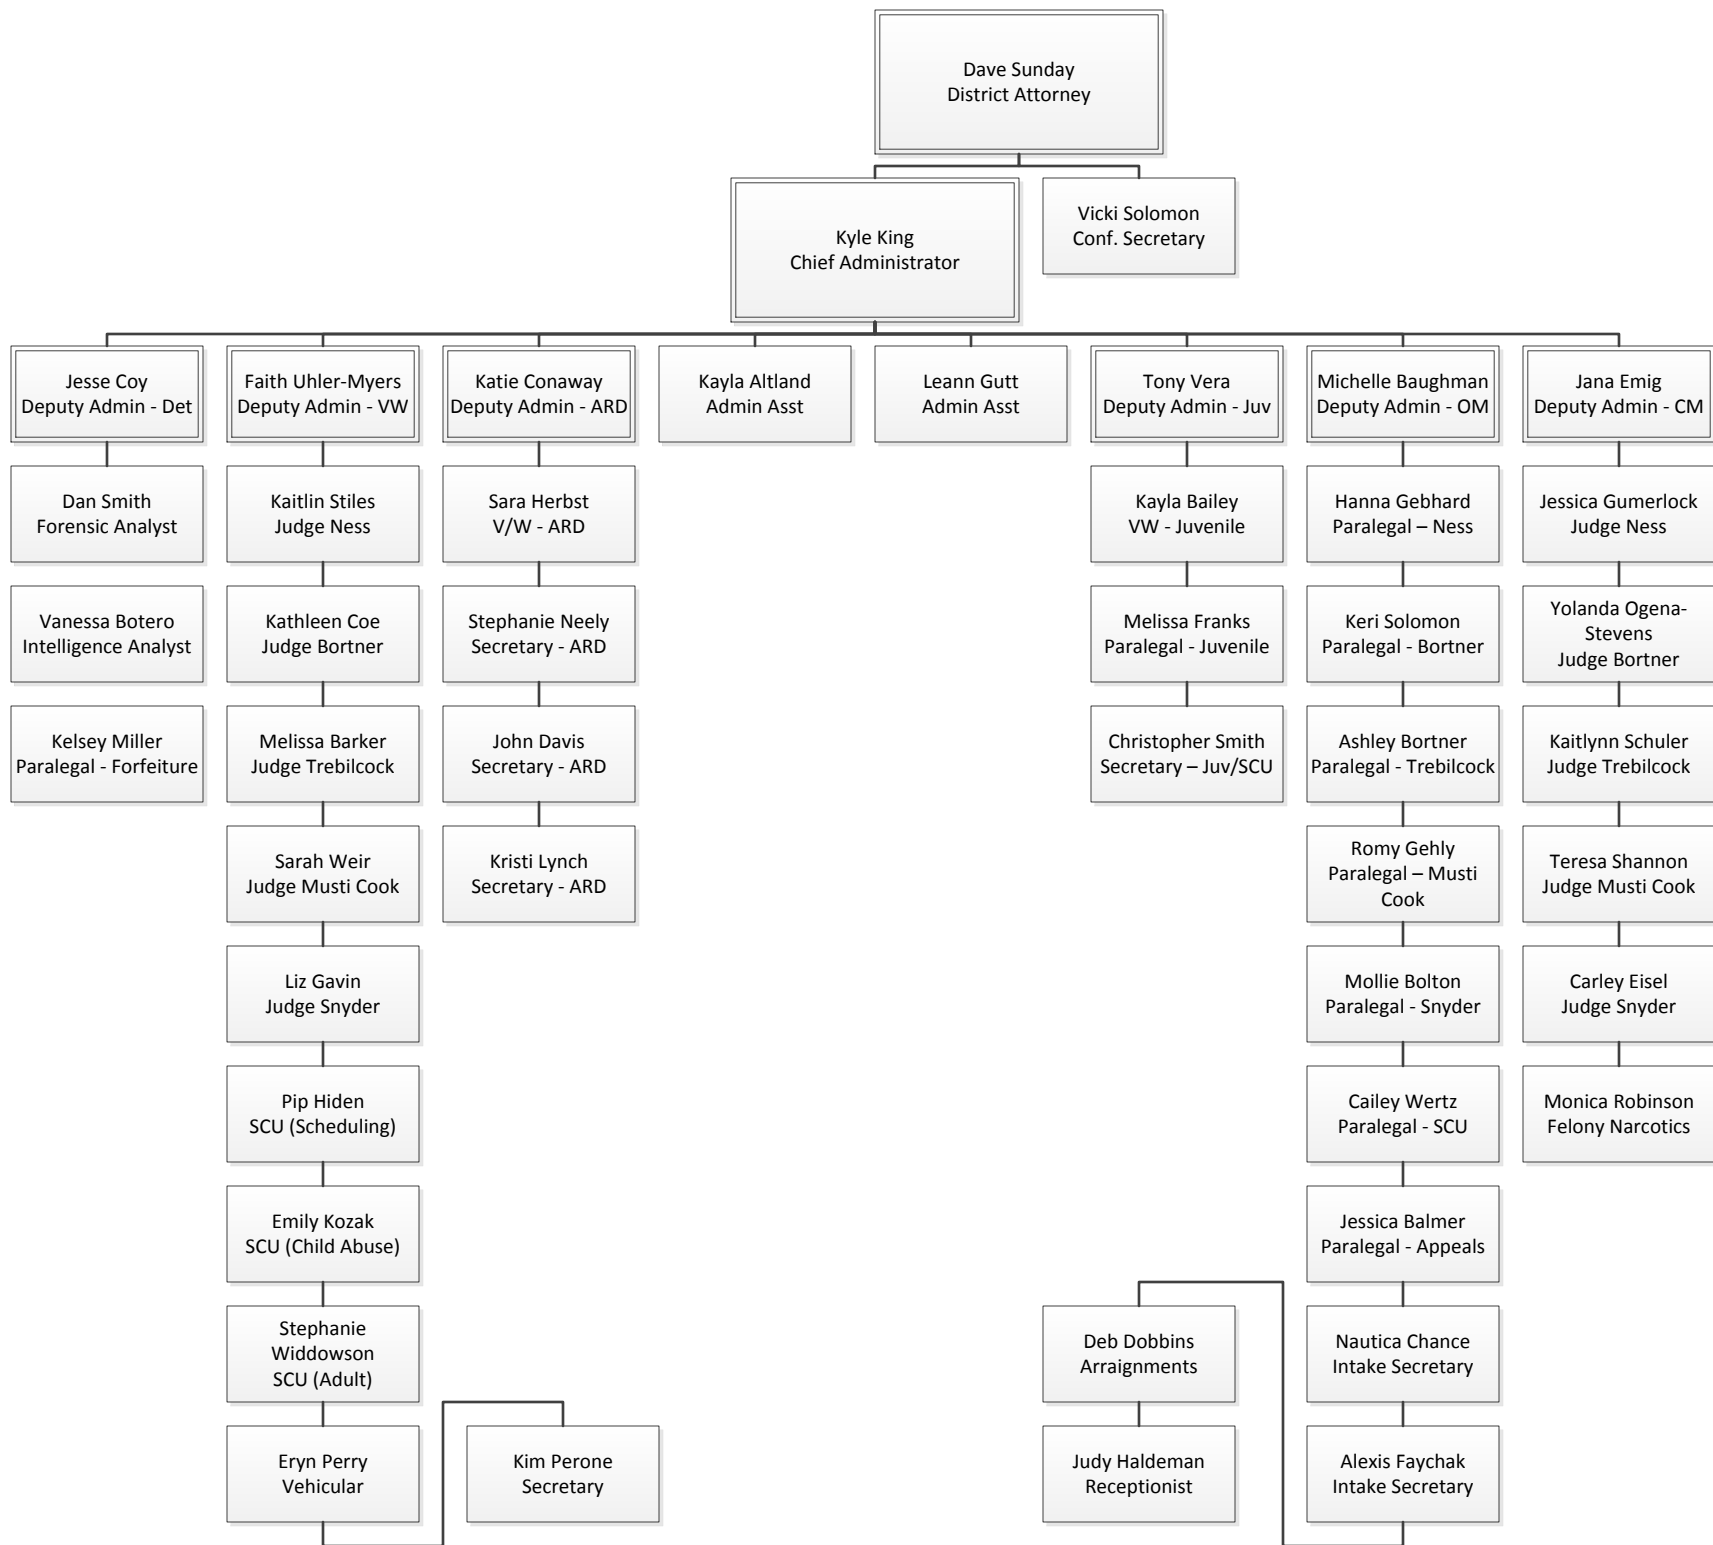 Dave Sunday
District Attorney
Kyle King
Chief Administrator
Vicki Solomon
Conf. Secretary
Jesse Coy
Deputy Admin - Det
Faith Uhler-Myers
Deputy Admin - VW
Katie Conaway
Deputy Admin - ARD
Kayla Altland
Admin Asst
Leann Gutt
Admin Asst
Tony Vera
Deputy Admin - Juv
Michelle Baughman
Deputy Admin - OM
Jana Emig
Deputy Admin - CM
Dan Smith
Forensic Analyst
Kaitlin Stiles
Judge Ness
Sara Herbst
V/W - ARD
Kayla Bailey
VW - Juvenile
Hanna Gebhard
Paralegal – Ness
Jessica Gumerlock
Judge Ness
Vanessa Botero
Intelligence Analyst
Kathleen Coe
Judge Bortner
Stephanie Neely
Secretary - ARD
Melissa Franks
Paralegal - Juvenile
Keri Solomon
Paralegal - Bortner
Yolanda Ogena-
Stevens
Judge Bortner
Kelsey Miller
Paralegal - Forfeiture
Melissa Barker
Judge Trebilcock
John Davis
Secretary - ARD
Christopher Smith
Secretary – Juv/SCU
Ashley Bortner
Paralegal - Trebilcock
Kaitlynn Schuler
Judge Trebilcock
Sarah Weir
Judge Musti Cook
Kristi Lynch
Secretary - ARD
Romy Gehly
Paralegal – Musti
Cook
Teresa Shannon
Judge Musti Cook
Liz Gavin
Judge Snyder
Mollie Bolton
Paralegal - Snyder
Carley Eisel
Judge Snyder
Pip Hiden
SCU (Scheduling)
Cailey Wertz
Paralegal - SCU
Monica Robinson
Felony Narcotics
Emily Kozak
SCU (Child Abuse)
Jessica Balmer
Paralegal - Appeals
Stephanie
Widdowson
SCU (Adult)
Deb Dobbins
Arraignments
Nautica Chance
Intake Secretary
Eryn Perry
Vehicular
Kim Perone
Secretary
Judy Haldeman
Receptionist
Alexis Faychak
Intake Secretary